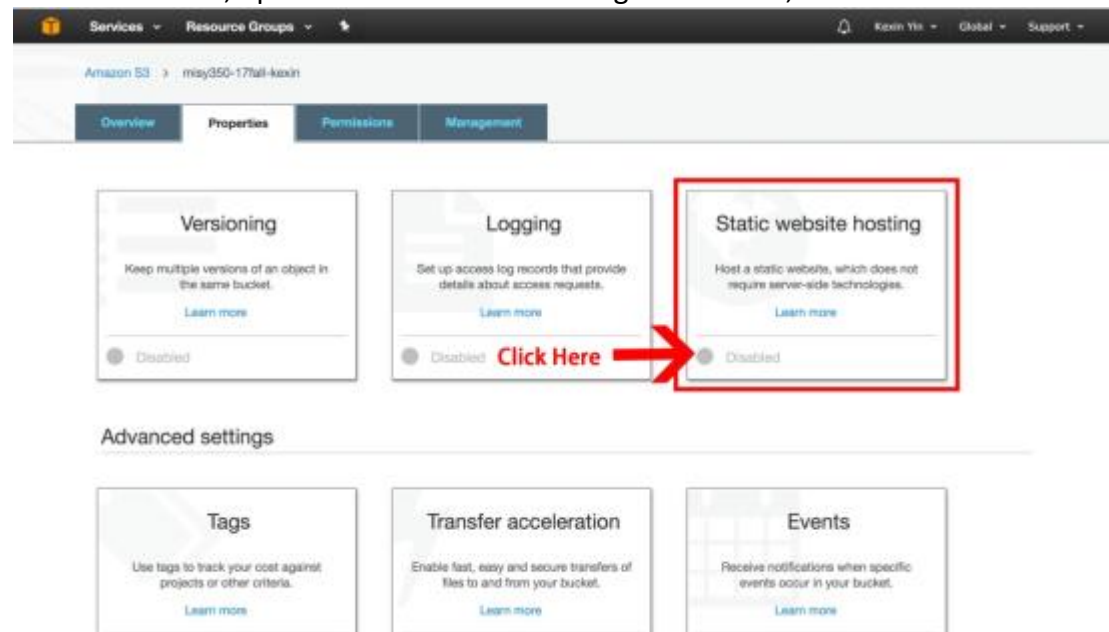 Services Resource Groups Kexin Yin Global Support
Amazon S3 > misy350-17fall-kexin
Overview Properties Permissions Management
Versioning
Keep multiple versions of an object in
the same bucket.
Learn more
Disabled
Logging
Set up access log records that provide
details about access requests.
Learn more
Disabled
Click Here
Static website hosting
Host a static website, which does not
require server-side technologies.
Learn more
Disabled
Advanced settings
Tags
Use tags to track your cost against
projects or other criteria.
Learn more
Transfer acceleration
Enable fast, easy and secure transfers of
files to and from your bucket.
Learn more
Events
Receive notifications when specific
events occur in your bucket.
Learn more